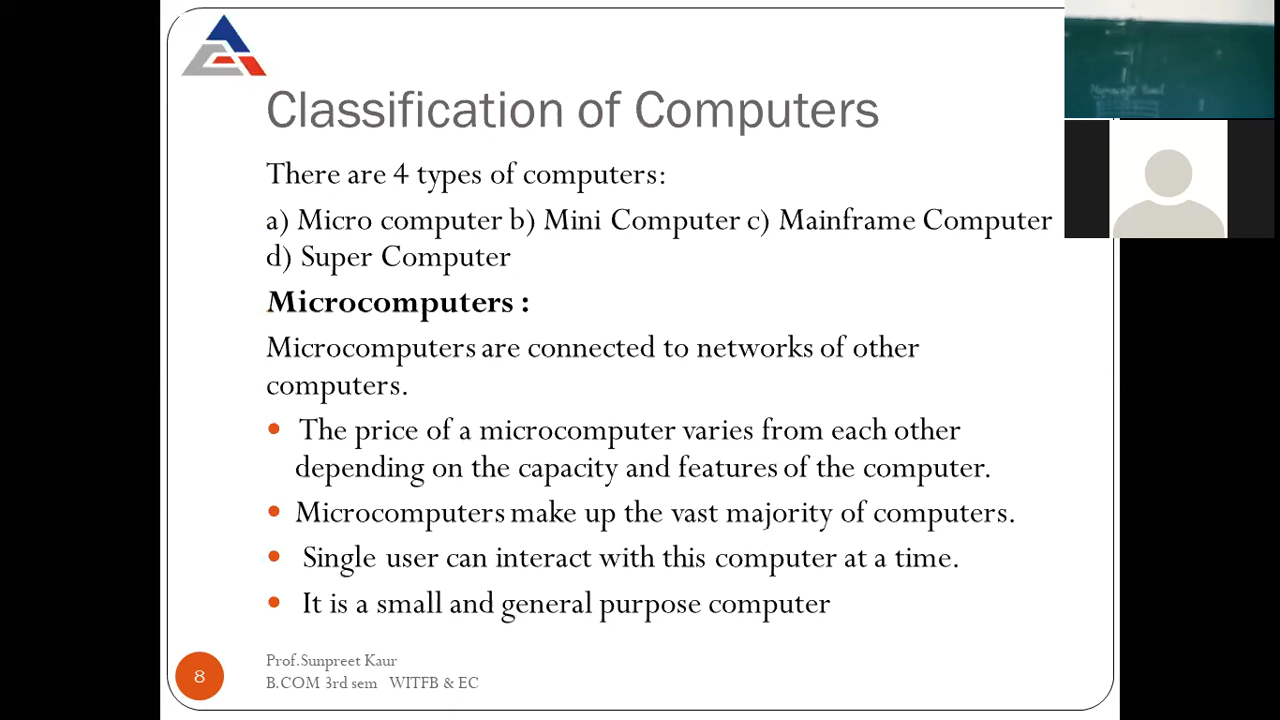 Classification of Computers
There are 4 types of computers:
a) Micro computer b) Mini Computer c) Mainframe Computer
d) Super Computer
Microcomputers :
Microcomputers are connected to networks of other
computers.
The price of a microcomputer varies from each other
depending on the capacity and features of the computer.
Microcomputers make up the vast majority of computers.
Single user can interact with this computer at a time.
It is a small and general purpose computer
Prof.Sunpreet Kaur
8
B.COM 3rd sem WITFB & EC